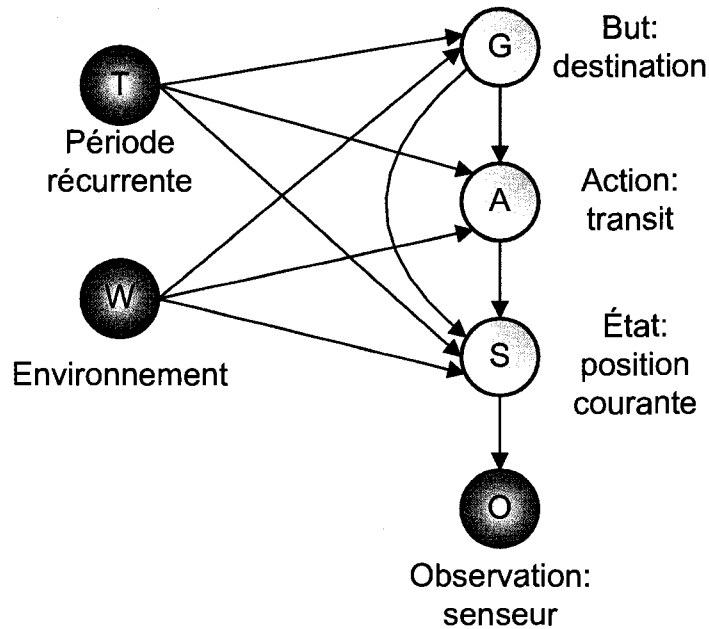 G
But:
destination
T
Période
récurrente
A
Action:
transit
W
Environnement
S
État:
position
courante
O
Observation:
senseur